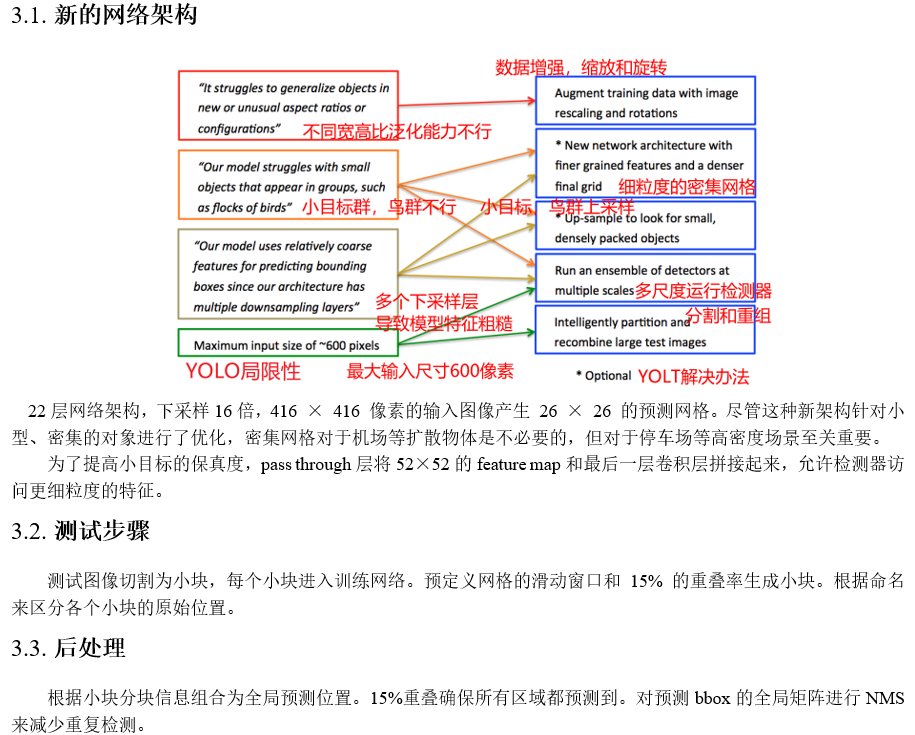 3.1. 新的网络架构
数据增强，缩放和旋转
“It struggles to generalize objects in
new or unusual aspect ratios or
configurations”
不同宽高比泛化能力不行
Augment training data with image
rescaling and rotations
“Our model struggles with small
objects that appear in groups, such
as flocks of birds”
小目标群，鸟群不行
* New network architecture with
finer grained features and a denser
final grid
细粒度的密集网格
小目标、鸟群上采样
* Up-sample to look for small,
densely packed objects
“Our model uses relatively coarse
features for predicting bounding
boxes since our architecture has
multiple downsampling layers”
多个下采样层
导致模型特征粗糙
Run an ensemble of detectors at
multiple scales
多尺度运行检测器
分割和重组
Intelligently partition and
recombine large test images
Maximum input size of ~600 pixels
YOLO局限性
最大输入尺寸600像素
* Optional
YOLT解决办法
22 层网络架构，下采样 16 倍，416 × 416 像素的输入图像产生 26 × 26 的预测网格。尽管这种新架构针对小
型、密集的对象进行了优化，密集网格对于机场等扩散物体是不必要的，但对于停车场等高密度场景至关重要。
为了提高小目标的保真度，pass through 层将 52×52 的 feature map 和最后一层卷积层拼接起来，允许检测器访
问更细粒度的特征。
3.2. 测试步骤
测试图像切割为小块，每个小块进入训练网络。预定义网格的滑动窗口和 15% 的重叠率生成小块。根据命名
来区分各个小块的原始位置。
3.3. 后处理
根据小块分块信息组合为全局预测位置。15%重叠确保所有区域都预测到。对预测 bbox 的全局矩阵进行 NMS
来减少重复检测。